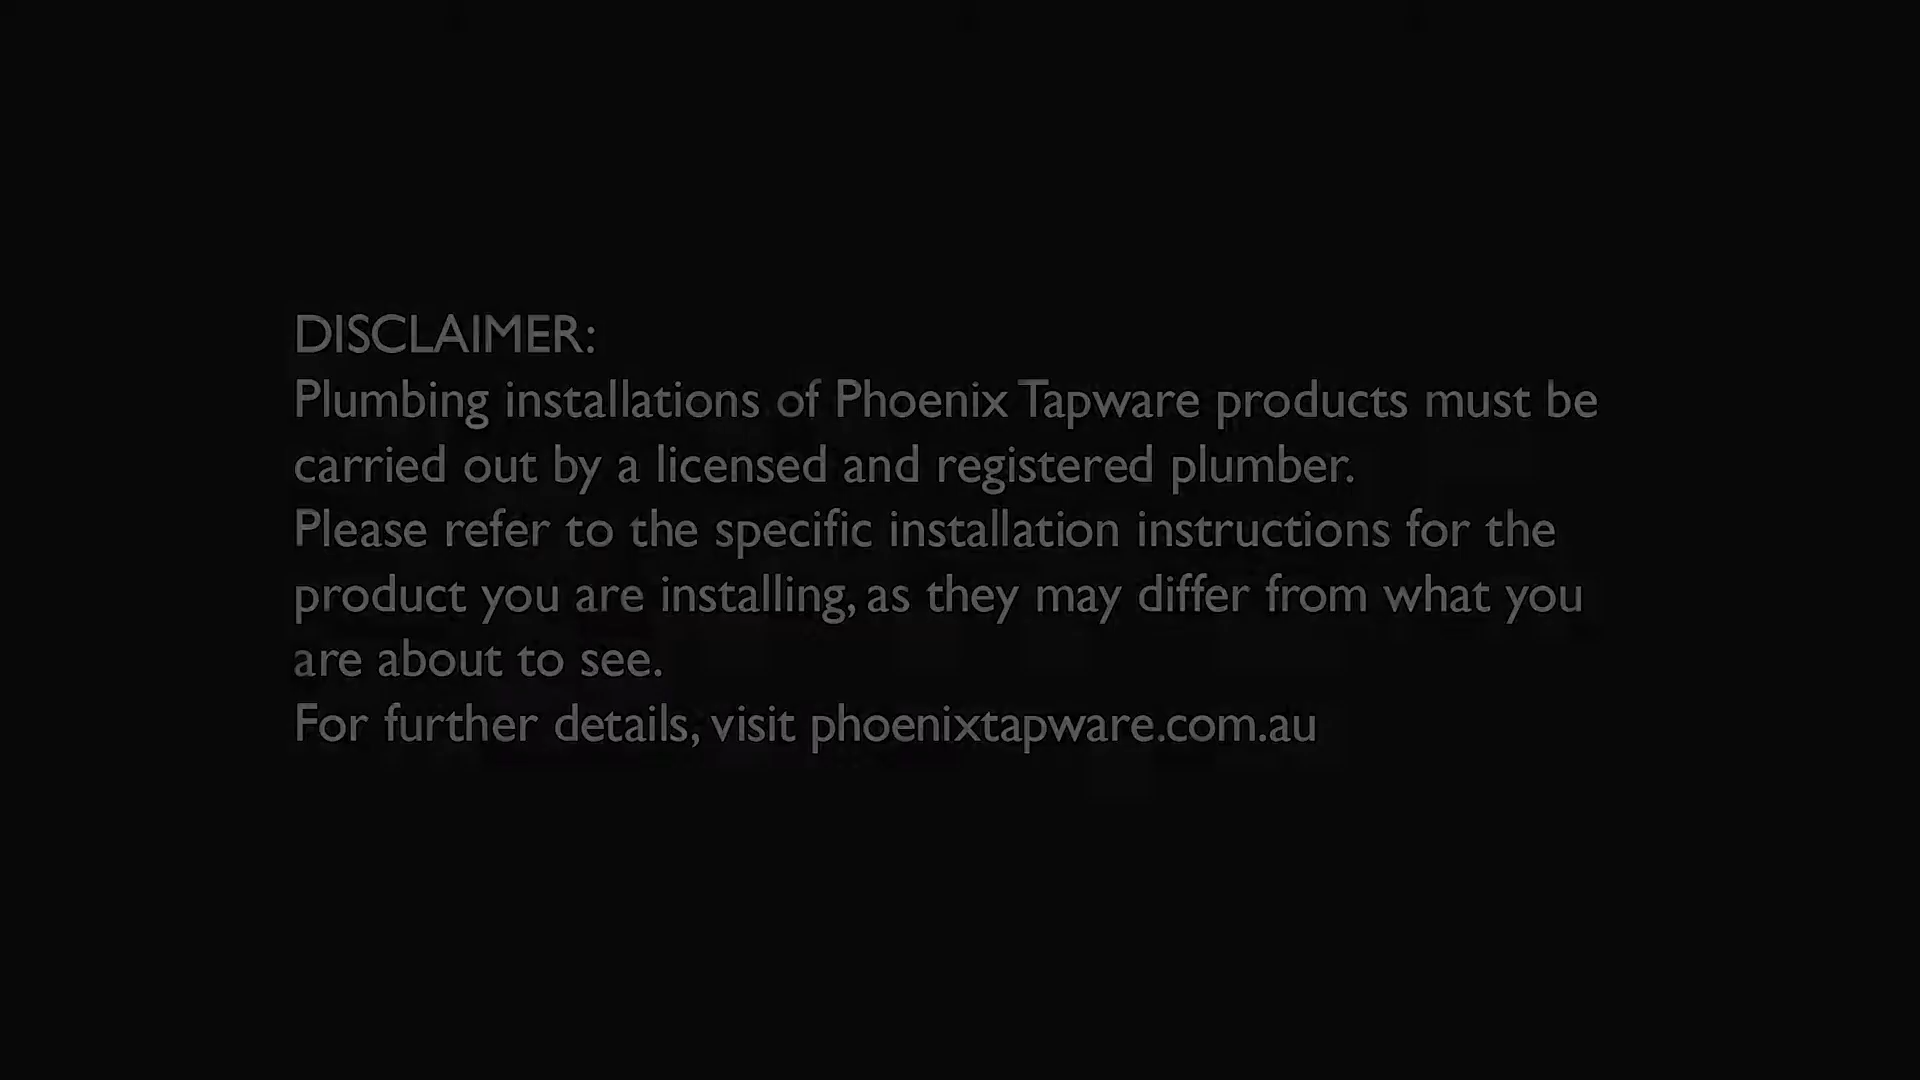 DISCLAIMER:
Plumbing installations of Phoenix Tapware products must be
carried out by a licensed and registered plumber.
Please refer to the specific installation instructions for the
product you are installing, as they may differ from what you
are about to see.
For further details, visit phoenixtapware.com.au